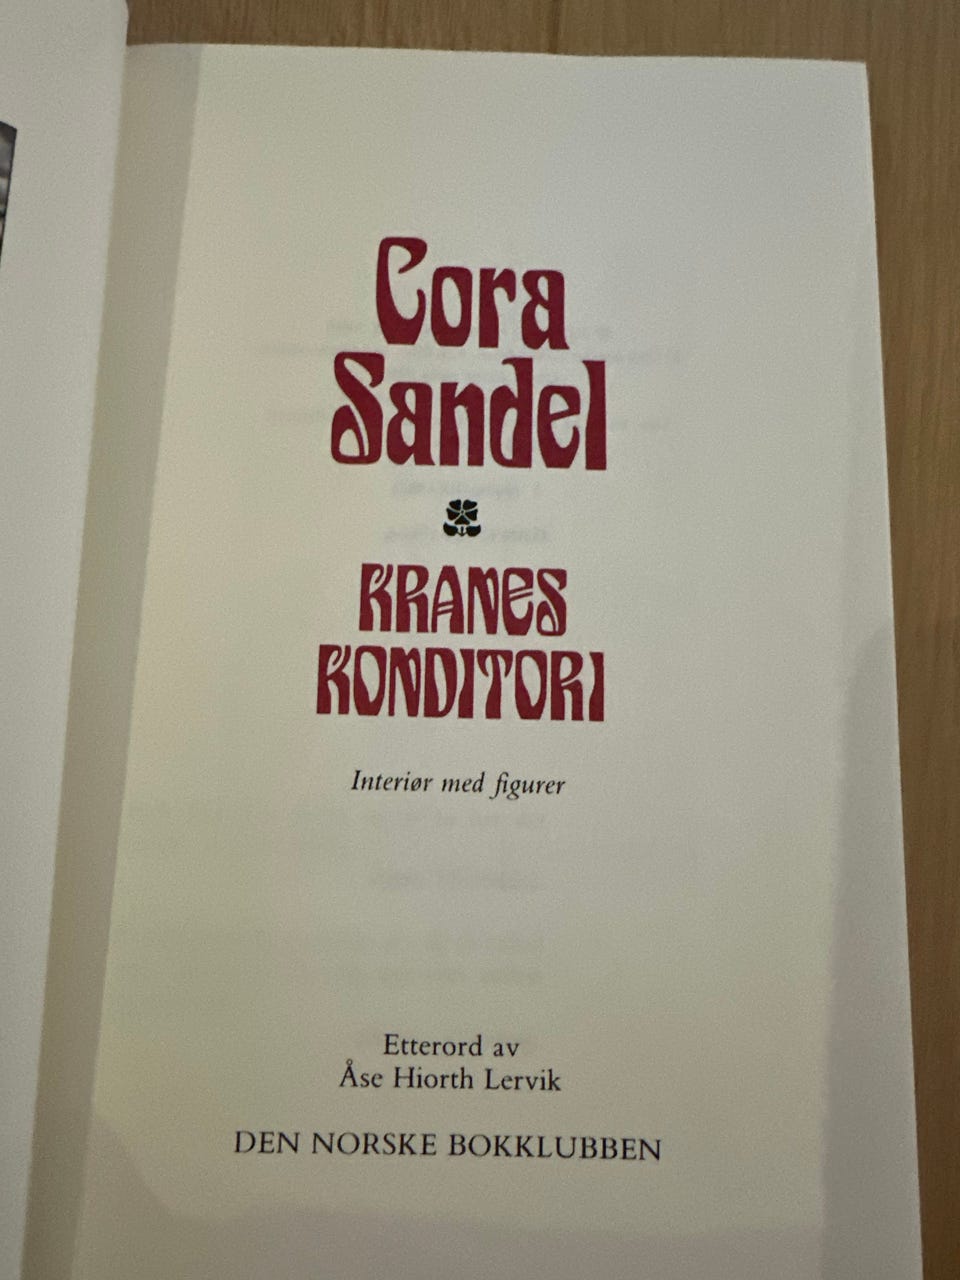 Cora
Sandel
KRANES
KONDITORI
Interiør med figurer
Etterord av
Åse Hiorth Lervik
DEN NORSKE BOKKLUBBEN